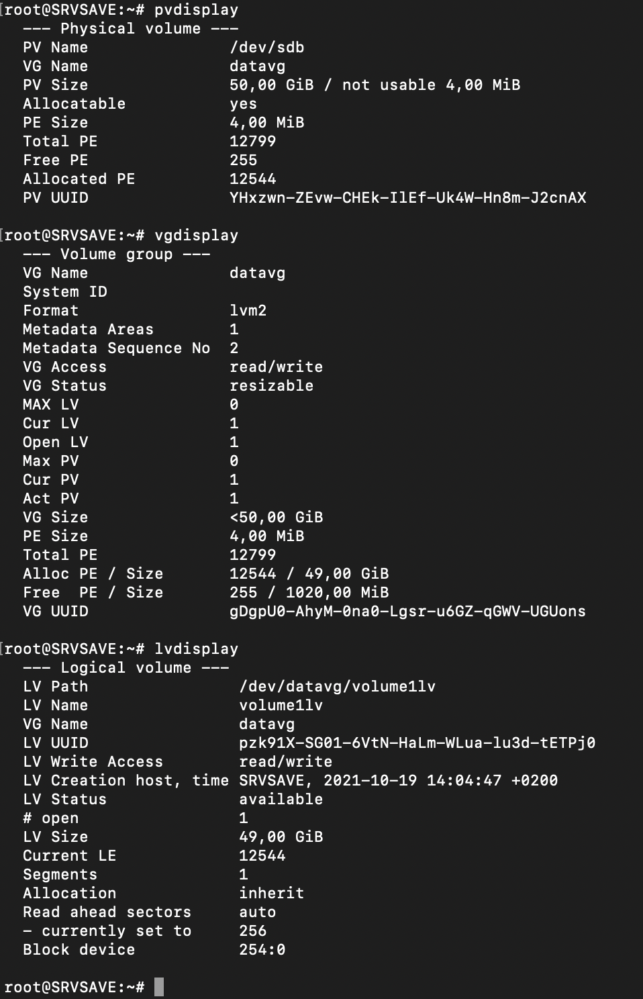 [root@SRVSAVE:~# pvdisplay
--- Physical volume ---
PV Name /dev/sdb
VG Name datavg
PV Size 50,00 GiB / not usable 4,00 MiB
Allocatable yes
PE Size 4,00 MiB
Total PE 12799
Free PE 255
Allocated PE 12544
PV UUID YHxzwn-ZEvw-CHEk-IlEf-Uk4W-Hn8m-J2cnAX
[root@SRVSAVE:~# vgdisplay
--- Volume group ---
VG Name datavg
System ID
Format lvm2
Metadata Areas 1
Metadata Sequence No 2
VG Access read/write
VG Status resizable
MAX LV 0
Cur LV 1
Open LV 1
Max PV 0
Cur PV 1
Act PV 1
VG Size <50,00 GiB
PE Size 4,00 MiB
Total PE 12799
Alloc PE / Size 12544 / 49,00 GiB
Free  PE / Size 255 / 1020,00 MiB
VG UUID gDgpU0-AhyM-0na0-Lgsr-u6GZ-qGWV-UGUons
[root@SRVSAVE:~# lvdisplay
--- Logical volume ---
LV Path /dev/datavg/volume1lv
LV Name volume1lv
VG Name datavg
LV UUID pzk91X-SG01-6VtN-HaLm-WLua-lu3d-tETPj0
LV Write Access read/write
LV Creation host, time SRVSAVE, 2021-10-19 14:04:47 +0200
LV Status available
# open 1
LV Size 49,00 GiB
Current LE 12544
Segments 1
Allocation inherit
Read ahead sectors auto
- currently set to 256
Block device 254:0
root@SRVSAVE:~#